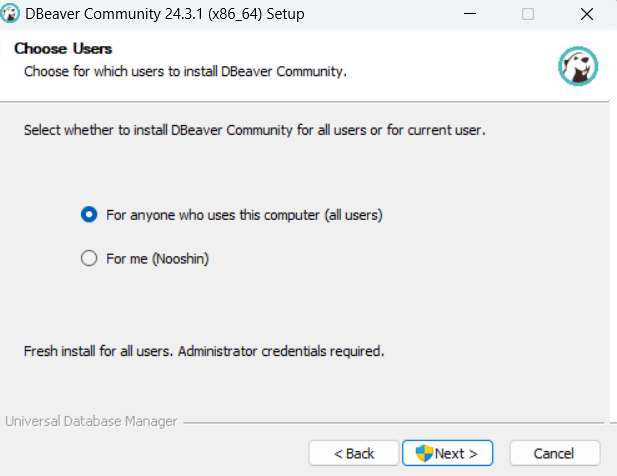 DBeaver Community 24.3.1 (x86_64) Setup
Choose Users
Choose for which users to install DBeaver Community.
Select whether to install DBeaver Community for all users or for current user.
For anyone who uses this computer (all users)
For me (Nooshin)
Fresh install for all users. Administrator credentials required.
Universal Database Manager
< Back
Next >
Cancel